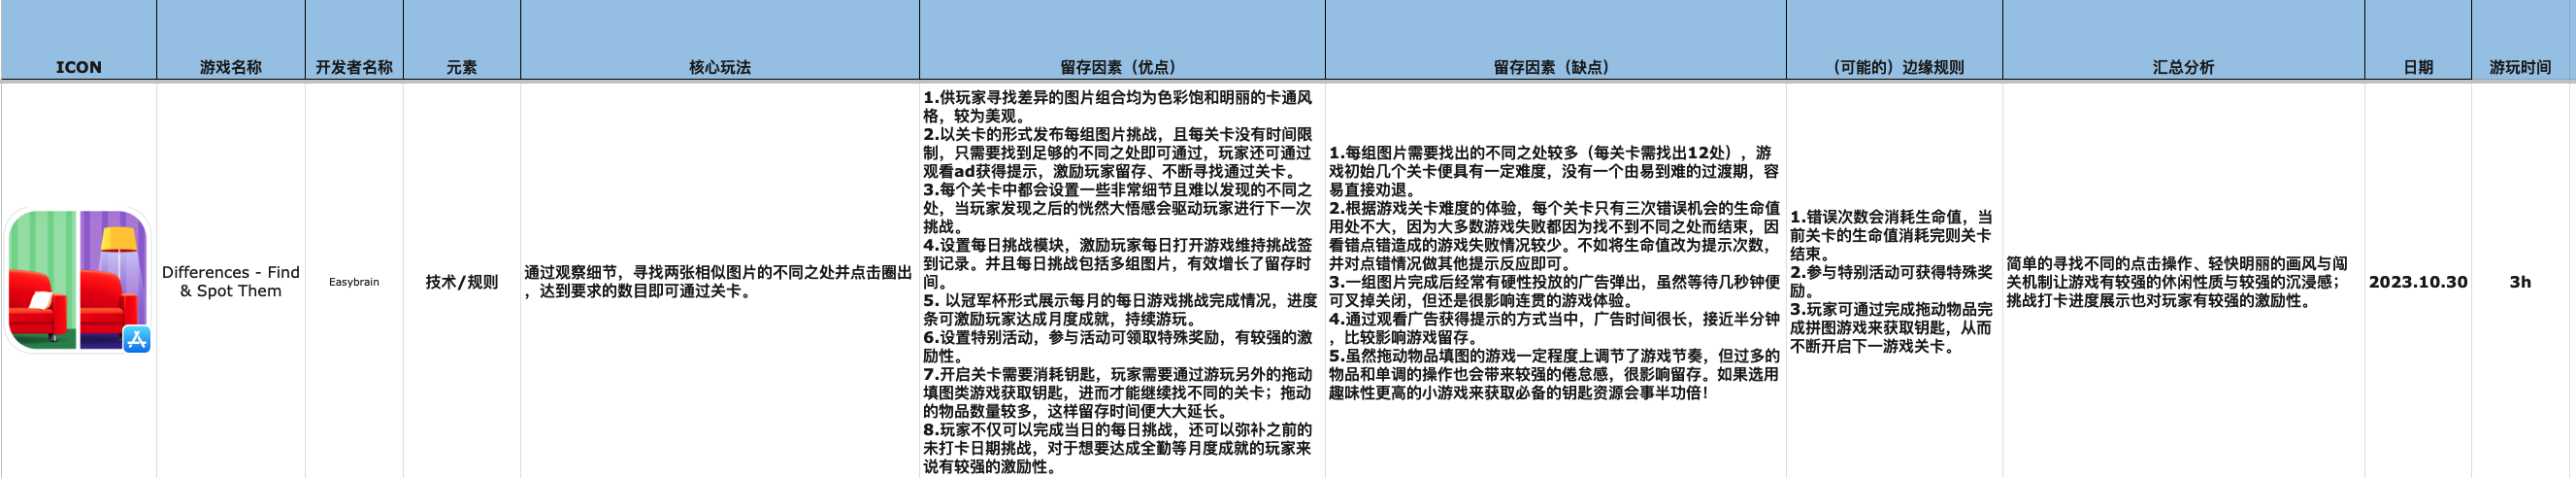 ICON
游戏名称
开发者名称
元素
核心玩法
留存因素（优点）
留存因素（缺点）
（可能的）边缘规则
汇总分析
日期
游玩时间
Differences - Find
& Spot Them
Easybrain
技术/规则
通过观察细节，寻找两张相似图片的不同之处并点击圈出
，达到要求的数目即可通过关卡。
1.供玩家寻找差异的图片组合均为色彩饱和明丽的卡通风
格，较为美观。
2.以关卡的形式发布每组图片挑战，且每关卡没有时间限
制，只需要找到足够的不同之处即可通过，玩家还可通过
观看ad获得提示，激励玩家留存、不断寻找通过关卡。
3.每个关卡中都会设置一些非常细节且难以发现的不同之
处，当玩家发现之后的恍然大悟感会驱动玩家进行下一次
挑战。
4.设置每日挑战模块，激励玩家每日打开游戏维持挑战签
到记录。并且每日挑战包括多组图片，有效增长了留存时
间。
5. 以冠军杯形式展示每月的每日游戏挑战完成情况，进度
条可激励玩家达成月度成就，持续游玩。
6.设置特别活动，参与活动可领取特殊奖励，有较强的激
励性。
7.开启关卡需要消耗钥匙，玩家需要通过游玩另外的拖动
填图类游戏获取钥匙，进而才能继续找不同的关卡；拖动
的物品数量较多，这样留存时间便大大延长。
8.玩家不仅可以完成当日的每日挑战，还可以弥补之前的
未打卡日期挑战，对于想要达成全勤等月度成就的玩家来
说有较强的激励性。
1.每组图片需要找出的不同之处较多（每关卡需找出12处），游
戏初始几个关卡便具有一定难度，没有一个由易到难的过渡期，容
易直接劝退。
2.根据游戏关卡难度的体验，每个关卡只有三次错误机会的生命值
用处不大，因为大多数游戏失败都因为找不到不同之处而结束，因
看错点错造成的游戏失败情况较少。不如将生命值改为提示次数，
并对点错情况做其他提示反应即可。
3.一组图片完成后经常有硬性投放的广告弹出，虽然等待几秒钟便
可叉掉关闭，但还是很影响连贯的游戏体验。
4.通过观看广告获得提示的方式当中，广告时间很长，接近半分钟
，比较影响游戏留存。
5.虽然拖动物品填图的游戏一定程度上调节了游戏节奏，但过多的
物品和单调的操作也会带来较强的倦怠感，很影响留存。如果选用
趣味性更高的小游戏来获取必备的钥匙资源会事半功倍！
1.错误次数会消耗生命值，当
前关卡的生命值消耗完则关卡
结束。
2.参与特别活动可获得特殊奖
励。
3.玩家可通过完成拖动物品完
成拼图游戏来获取钥匙，从而
不断开启下一游戏关卡。
简单的寻找不同的点击操作、轻快明丽的画风与闯
关机制让游戏有较强的休闲性质与较强的沉浸感；
挑战打卡进度展示也对玩家有较强的激励性。
2023.10.30
3h